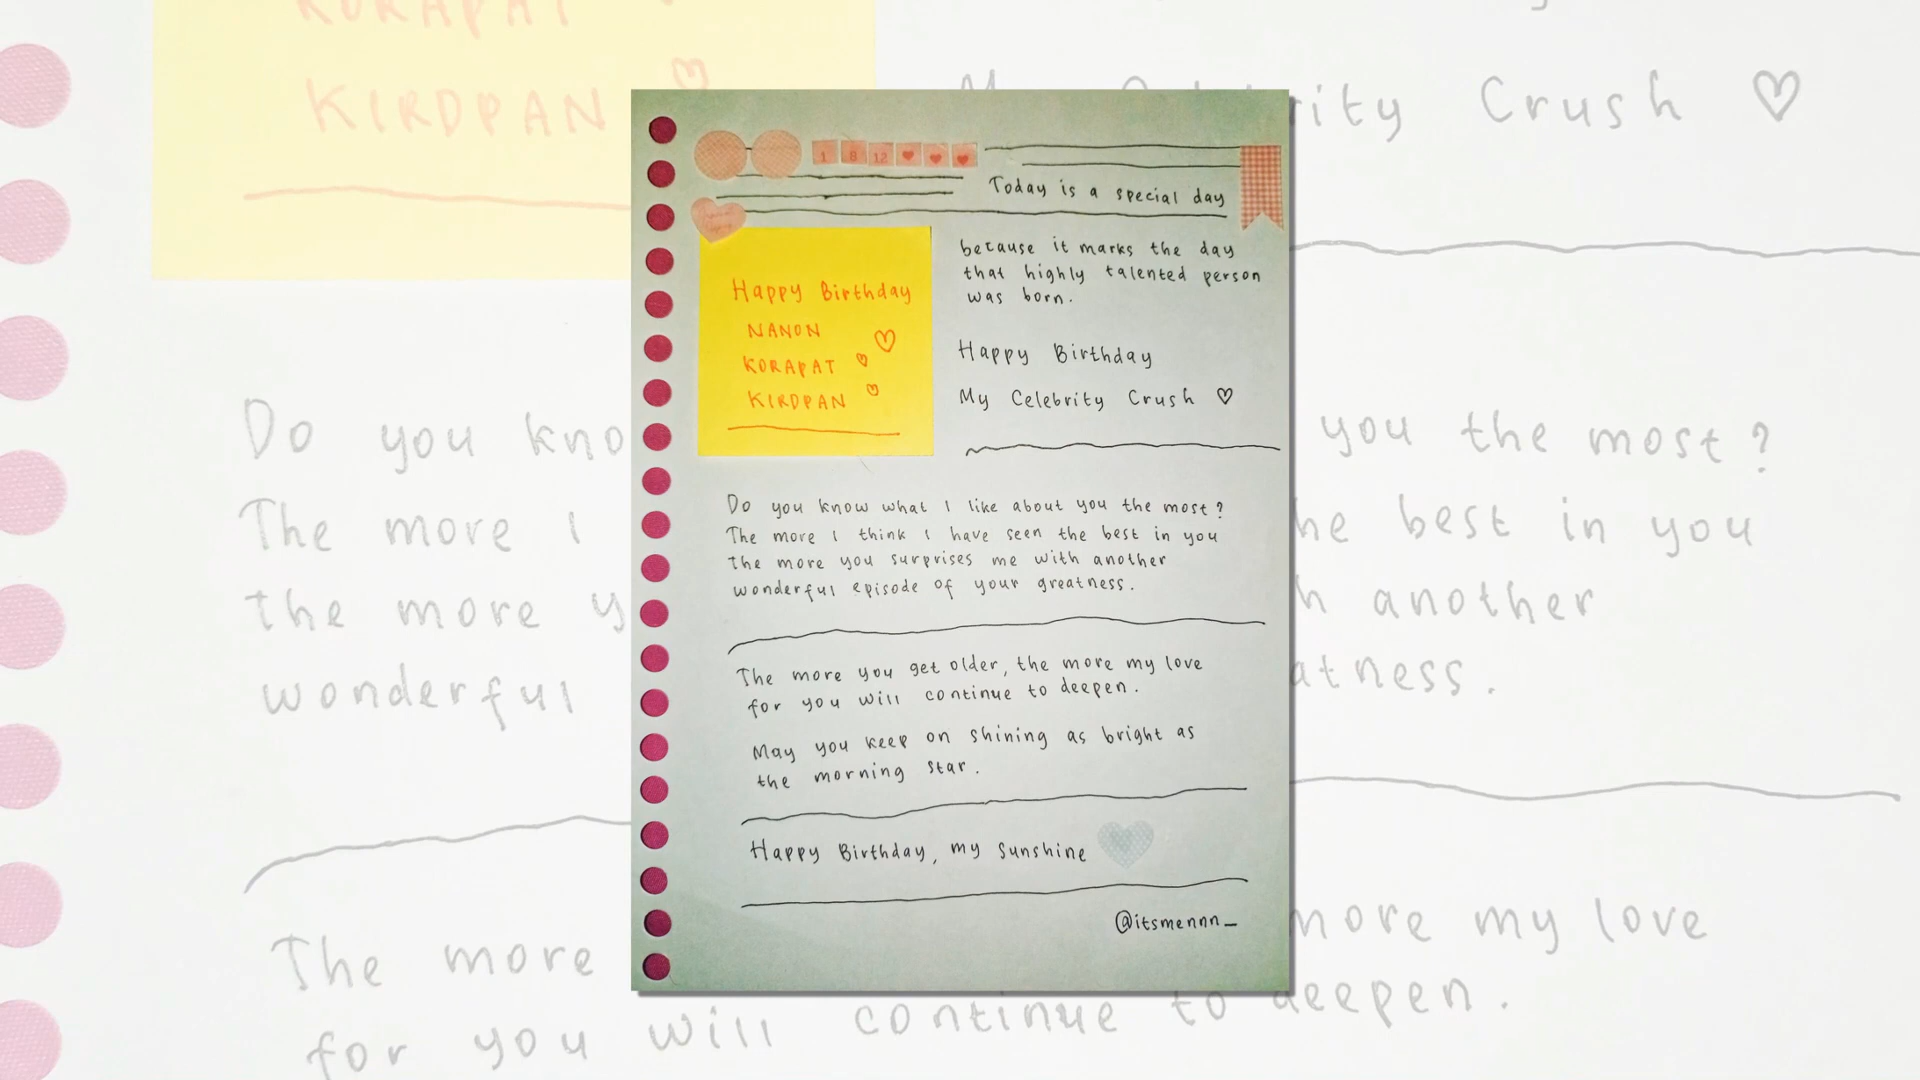 1 8 12
Today is a special day
because it marks the day
that highly talented person
was born.
Happy Birthday
My Celebrity Crush
Happy Birthday
NANON
KORAPAT
KIRDPAN
Do you know what I like about you the most?
The more I think I have seen the best in you
the more you surprises me with another
wonderful episode of your greatness.
The more you get older, the more my love
for you will continue to deepen.
May you keep on shining as bright as
the morning star.
Happy Birthday, my sunshine
@itsmennn_